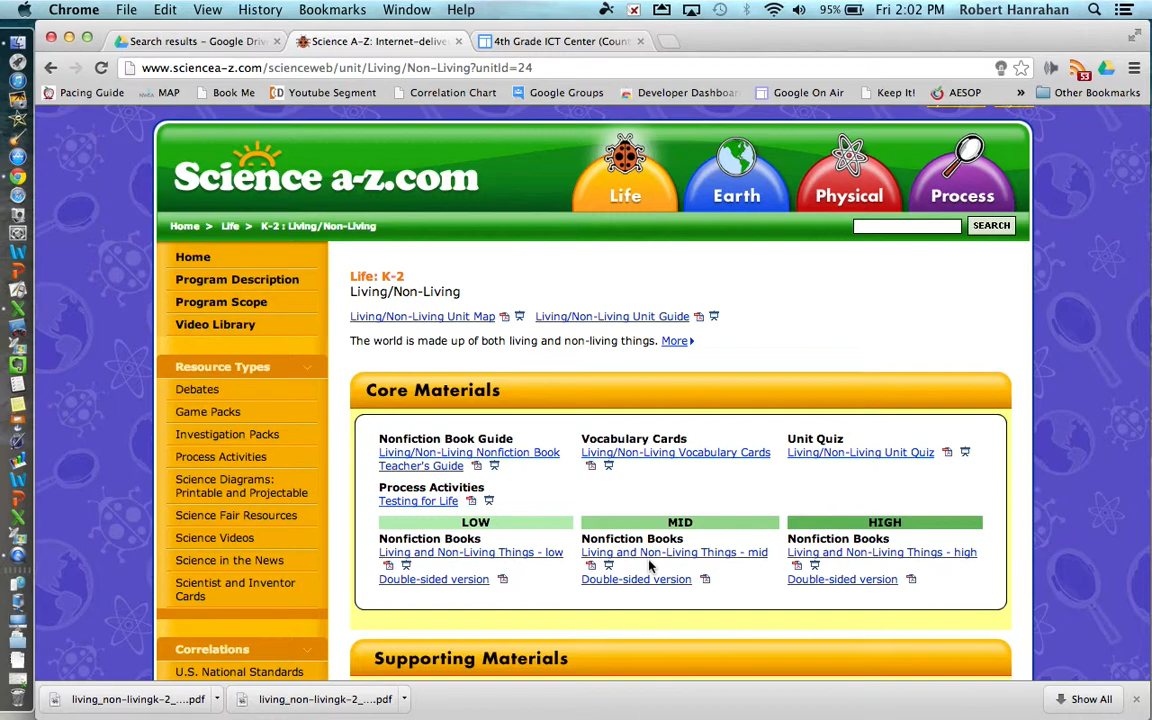 Chrome File Edit View History Bookmarks Window Help 95% Fri 2:02 PM Robert Hanrahan
Search results – Google Driv
Science A-Z: Internet-deliver
4th Grade ICT Center (Coun
www.sciencea-z.com/scienceweb/unit/Living/Non-Living?unitId=24
53
Pacing Guide MAP Book Me Youtube Segment Correlation Chart Google Groups Developer Dashboar Google On Air Keep It! AESOP » Other Bookmarks
Science a-z.com
Life Earth Physical Process
Home > Life > K-2 : Living/Non-Living
SEARCH
Home
Program Description
Program Scope
Video Library
Resource Types
Debates
Game Packs
Investigation Packs
Process Activities
Science Diagrams:
Printable and Projectable
Science Fair Resources
Science Videos
Science in the News
Scientist and Inventor
Cards
Correlations
U.S. National Standards
Life: K-2
Living/Non-Living
Living/Non-Living Unit Map Living/Non-Living Unit Guide
The world is made up of both living and non-living things. More
Core Materials
Nonfiction Book Guide
Living/Non-Living Nonfiction Book
Teacher's Guide
Vocabulary Cards
Living/Non-Living Vocabulary Cards
Unit Quiz
Living/Non-Living Unit Quiz
Process Activities
Testing for Life
LOW
Nonfiction Books
Living and Non-Living Things - low
Double-sided version
MID
Nonfiction Books
Living and Non-Living Things - mid
Double-sided version
HIGH
Nonfiction Books
Living and Non-Living Things - high
Double-sided version
Supporting Materials
living_non-livingk-2_....pdf
living_non-livingk-2_....pdf
Show All